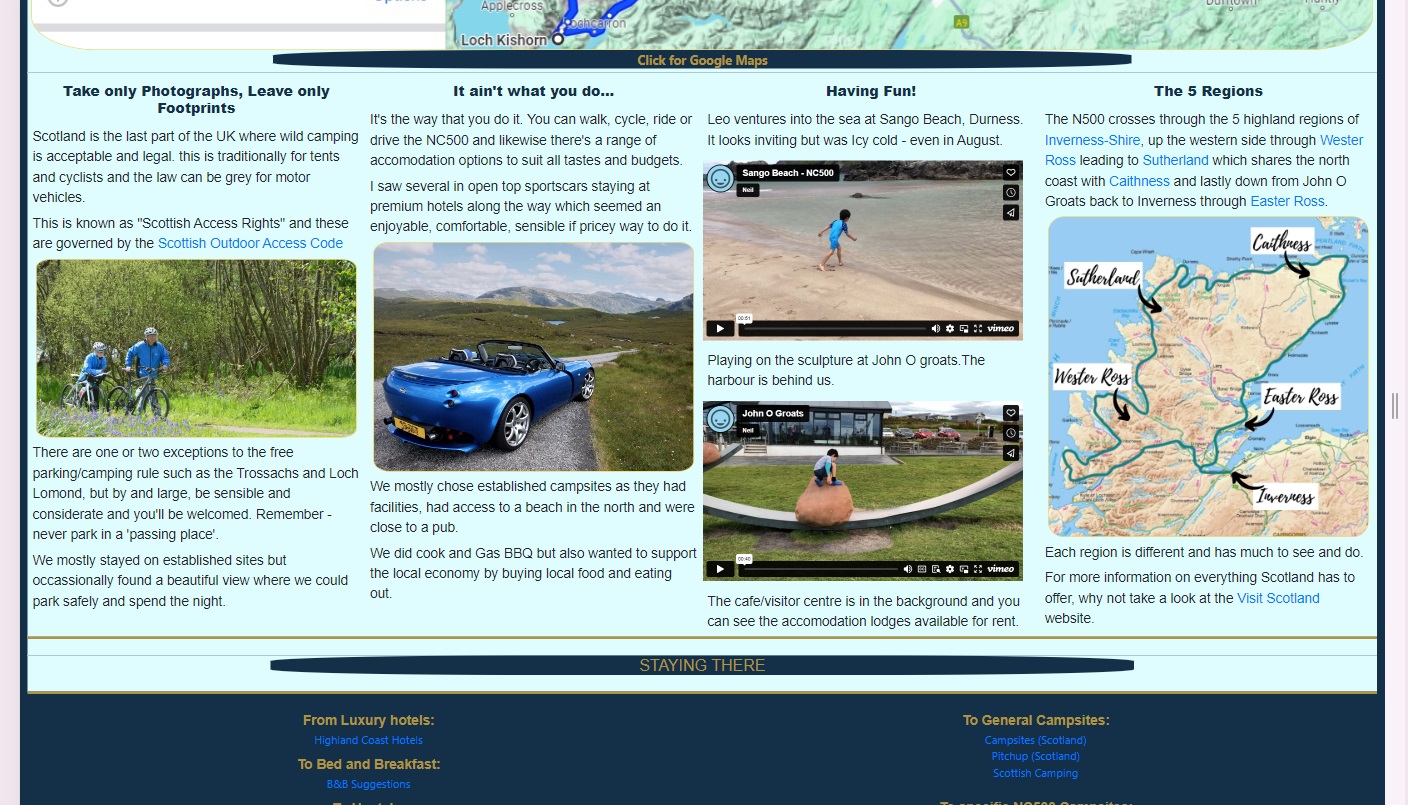 Applecross
Lochcarron
Loch Kishorn
A9
Click for Google Maps
Take only Photographs, Leave only
Footprints
Scotland is the last part of the UK where wild camping
is acceptable and legal. this is traditionally for tents
and cyclists and the law can be grey for motor
vehicles.
This is known as "Scottish Access Rights" and these
are governed by the Scottish Outdoor Access Code
There are one or two exceptions to the free
parking/camping rule such as the Trossachs and Loch
Lomond, but by and large, be sensible and
considerate and you'll be welcomed. Remember -
never park in a 'passing place'.
We mostly stayed on established sites but
occassionally found a beautiful view where we could
park safely and spend the night.
It ain't what you do...
It's the way that you do it. You can walk, cycle, ride or
drive the NC500 and likewise there's a range of
accomodation options to suit all tastes and budgets.
I saw several in open top sportscars staying at
premium hotels along the way which seemed an
enjoyable, comfortable, sensible if pricey way to do it.
We mostly chose established campsites as they had
facilities, had access to a beach in the north and were
close to a pub.
We did cook and Gas BBQ but also wanted to support
the local economy by buying local food and eating
out.
Having Fun!
Leo ventures into the sea at Sango Beach, Durness.
It looks inviting but was Icy cold - even in August.
Sango Beach - NC500
Neil
00:51
vimeo
Playing on the sculpture at John O groats.The
harbour is behind us.
John O Groats
Neil
00:40
vimeo
The cafe/visitor centre is in the background and you
can see the accomodation lodges available for rent.
The 5 Regions
The N500 crosses through the 5 highland regions of
Inverness-Shire, up the western side through Wester
Ross leading to Sutherland which shares the north
coast with Caithness and lastly down from John O
Groats back to Inverness through Easter Ross.
Caithness
Sutherland
Wester Ross
Easter Ross
Inverness
Each region is different and has much to see and do.
For more information on everything Scotland has to
offer, why not take a look at the Visit Scotland
website.
STAYING THERE
From Luxury hotels:
Highland Coast Hotels
To Bed and Breakfast:
B&B Suggestions
To General Campsites:
Campsites (Scotland)
Pitchup (Scotland)
Scottish Camping